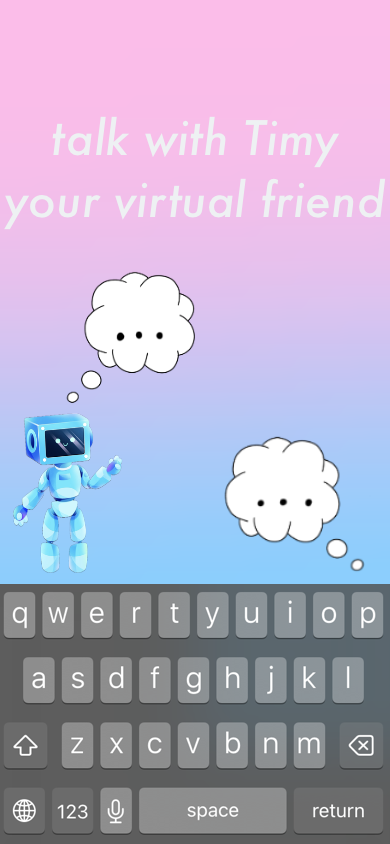 talk with Timy
your virtual friend
...
...
q w e r t y u i o p
a s d f g h j k l
z x c v b n m
123 space return